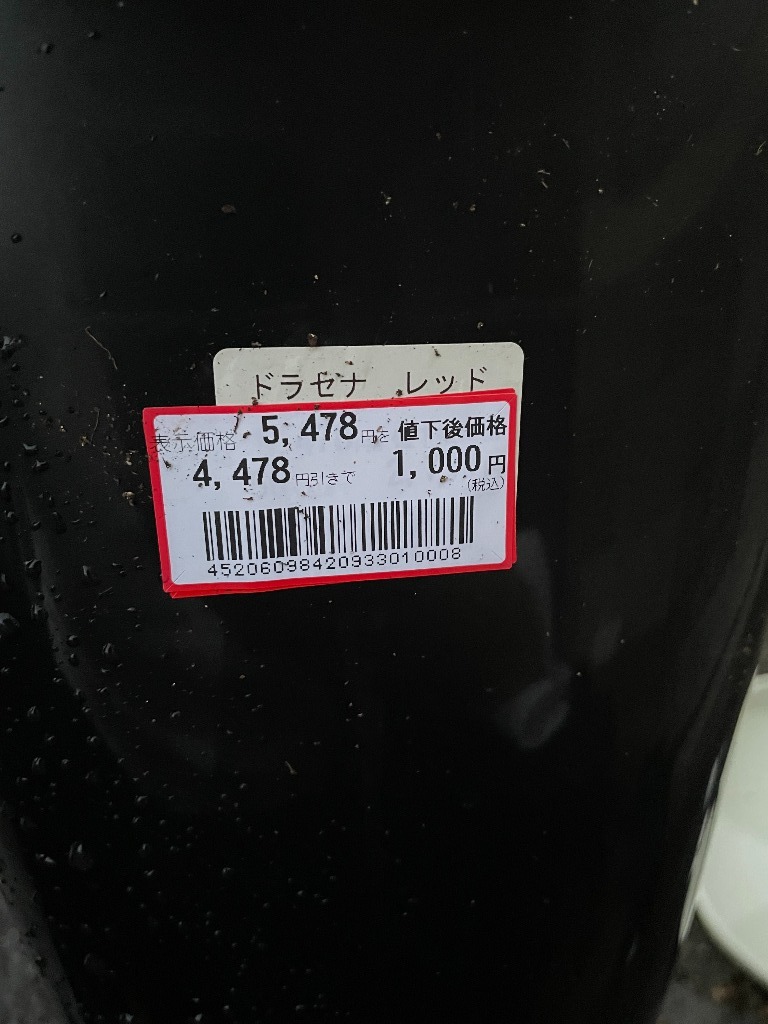 ドラセナ　レッド
表示価格 5,478円を 値下後価格
4,478円引きで 1,000円
(税込)
45206098420933010008